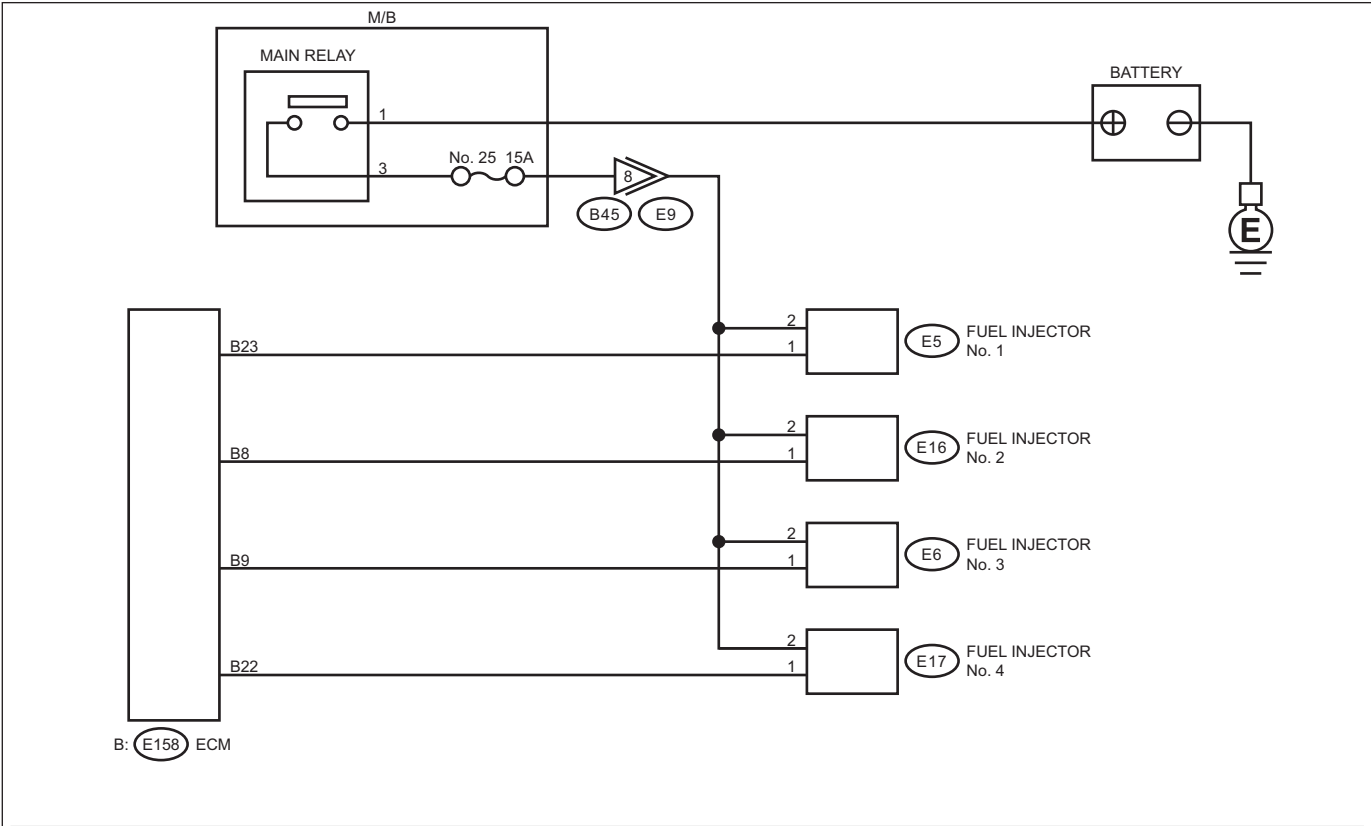 M/B
MAIN RELAY
BATTERY
1
3
No. 25 15A
8
B45 E9
E
B23
2
1
E5
FUEL INJECTOR
No. 1
B8
2
1
E16
FUEL INJECTOR
No. 2
B9
2
1
E6
FUEL INJECTOR
No. 3
B22
2
1
E17
FUEL INJECTOR
No. 4
B: E158 ECM